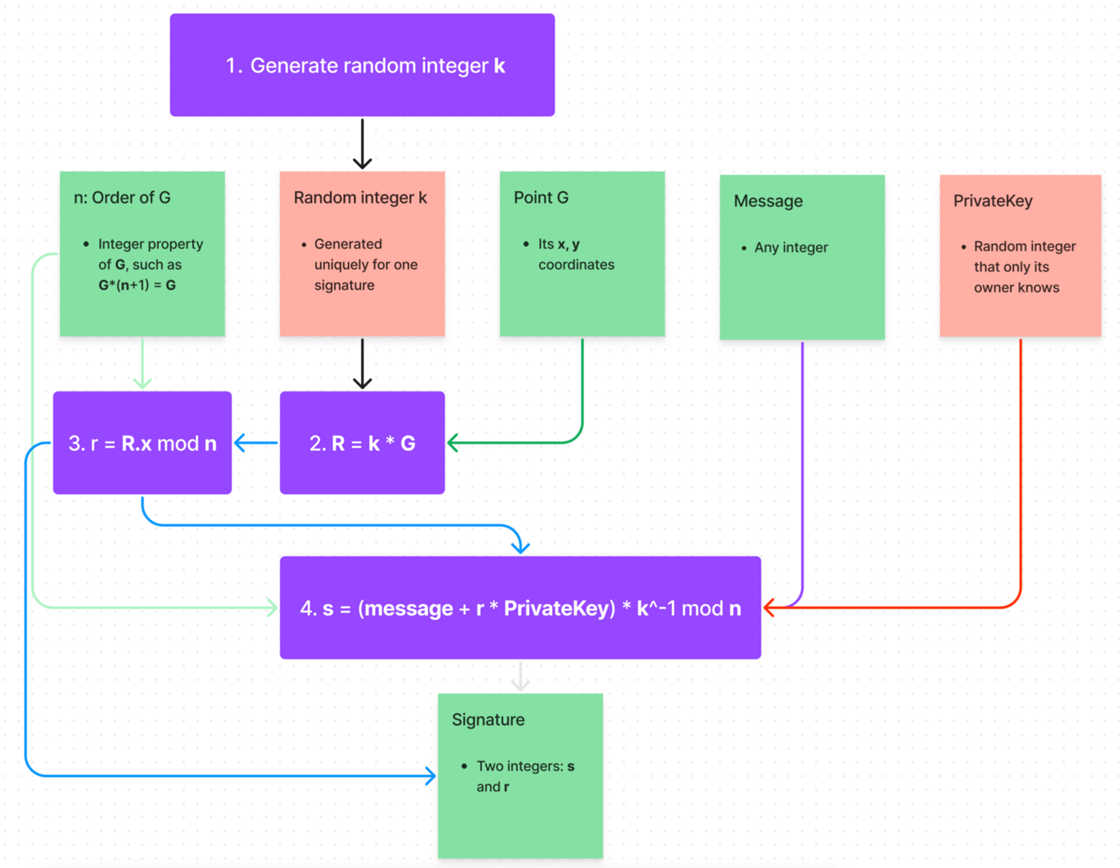 1. Generate random integer k
n: Order of G
• Integer property
of G, such as
G*(n+1) = G
Random integer k
• Generated
uniquely for one
signature
Point G
• Its x, y
coordinates
Message
• Any integer
PrivateKey
• Random integer
that only its
owner knows
3. r = R.x mod n
2. R = k * G
4. s = (message + r * PrivateKey) * k^-1 mod n
Signature
• Two integers: s
and r